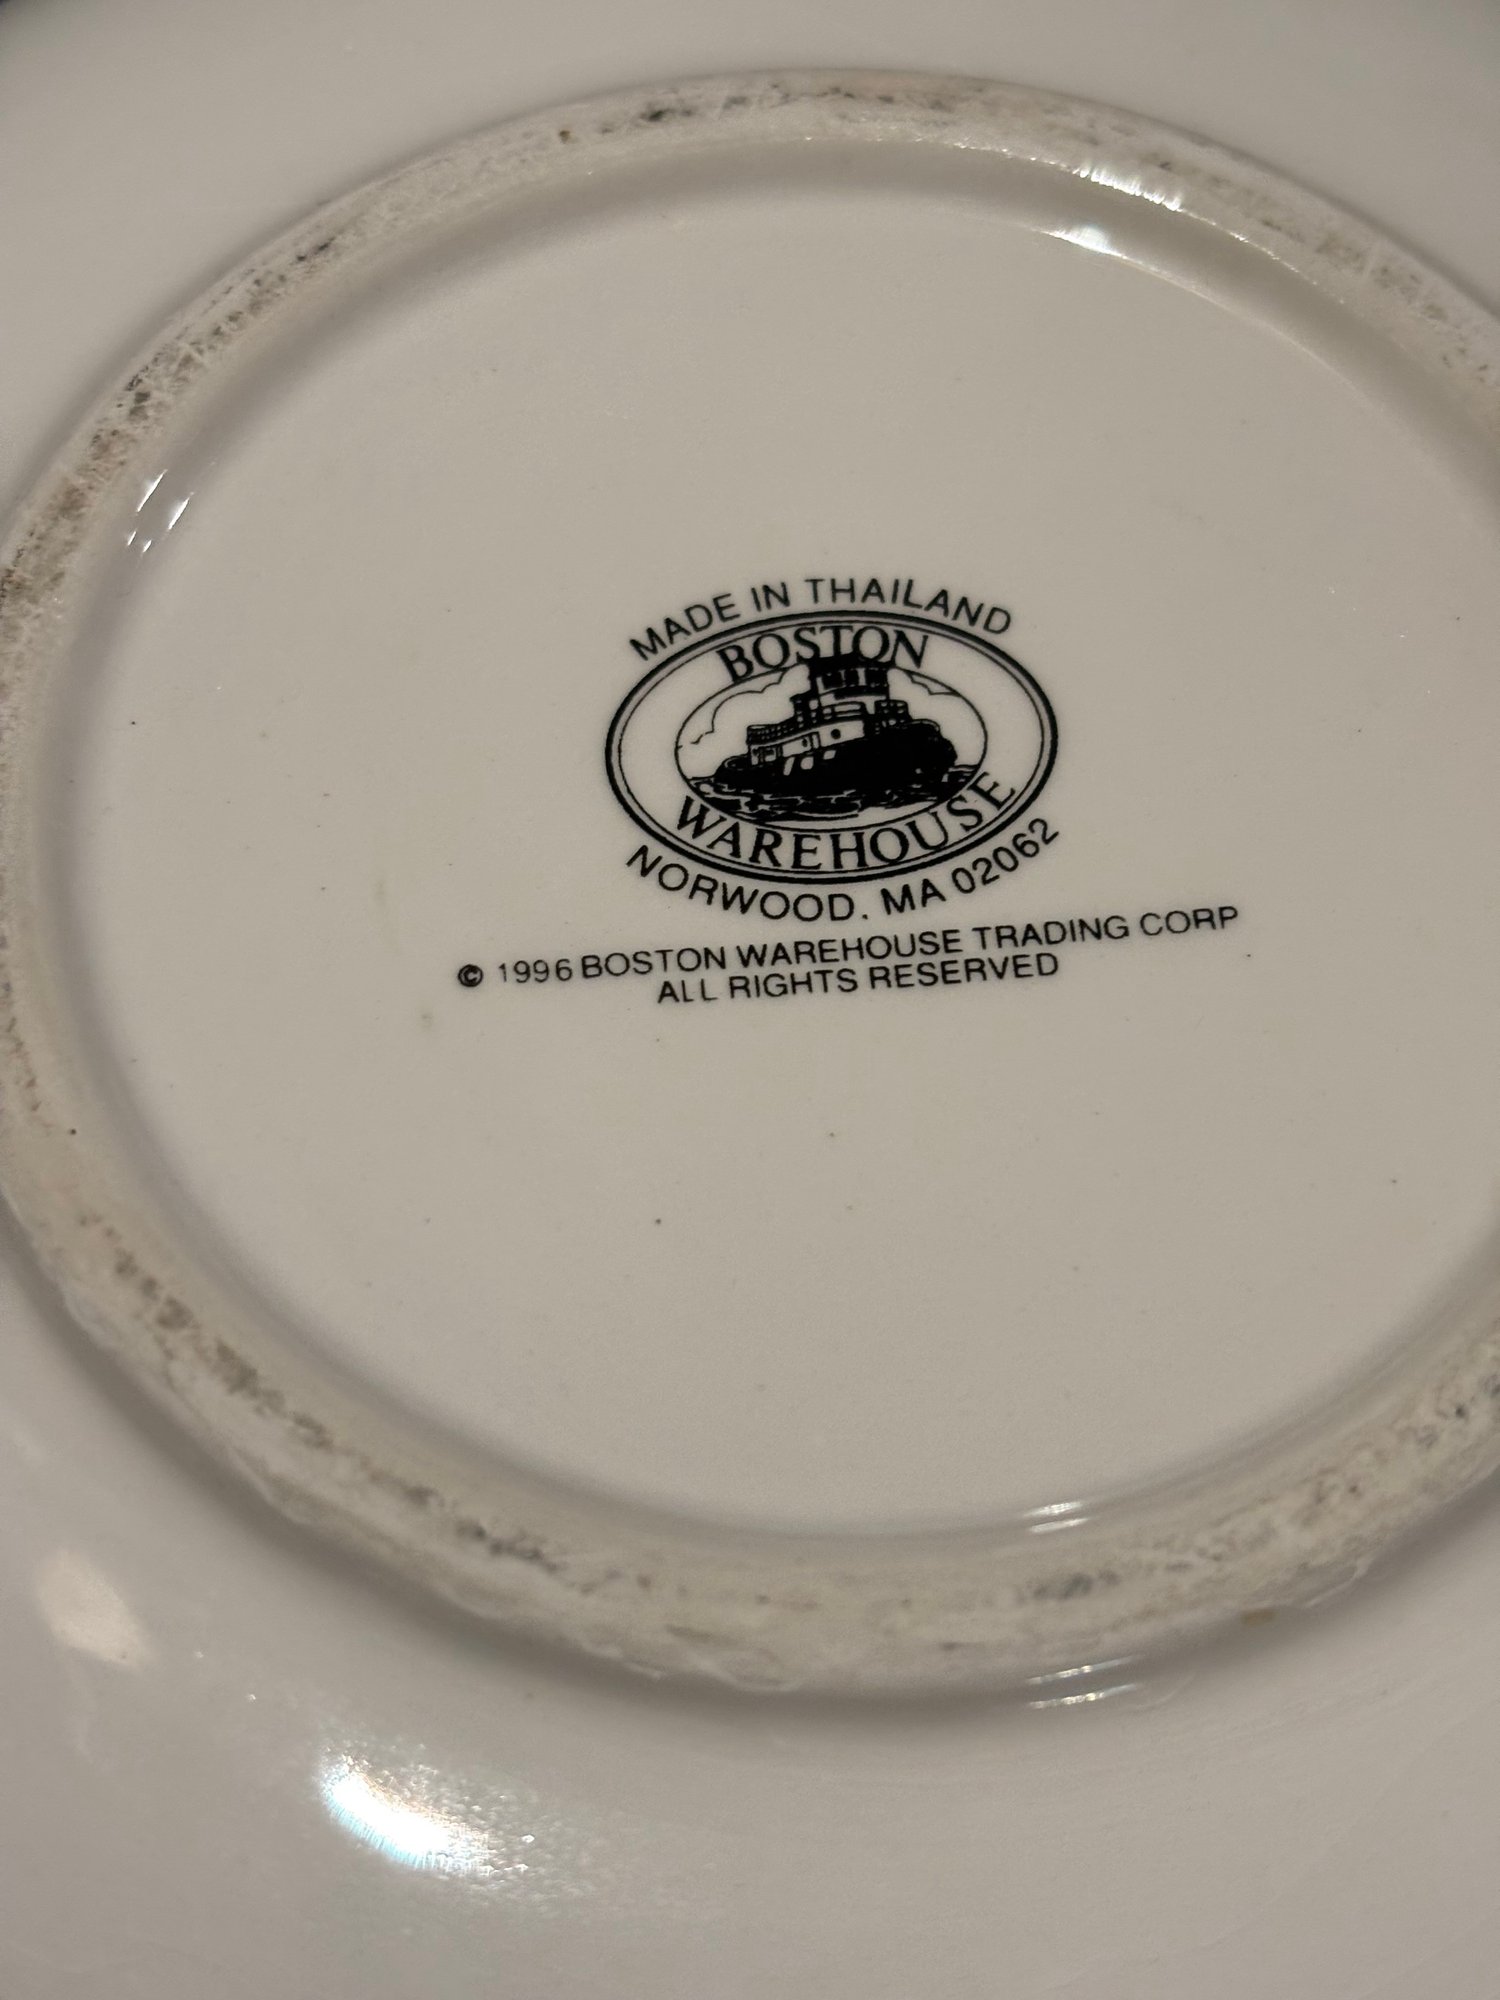 MADE IN THAILAND
BOSTON
WAREHOUSE
NORWOOD. MA 02062
© 1996 BOSTON WAREHOUSE TRADING CORP
ALL RIGHTS RESERVED